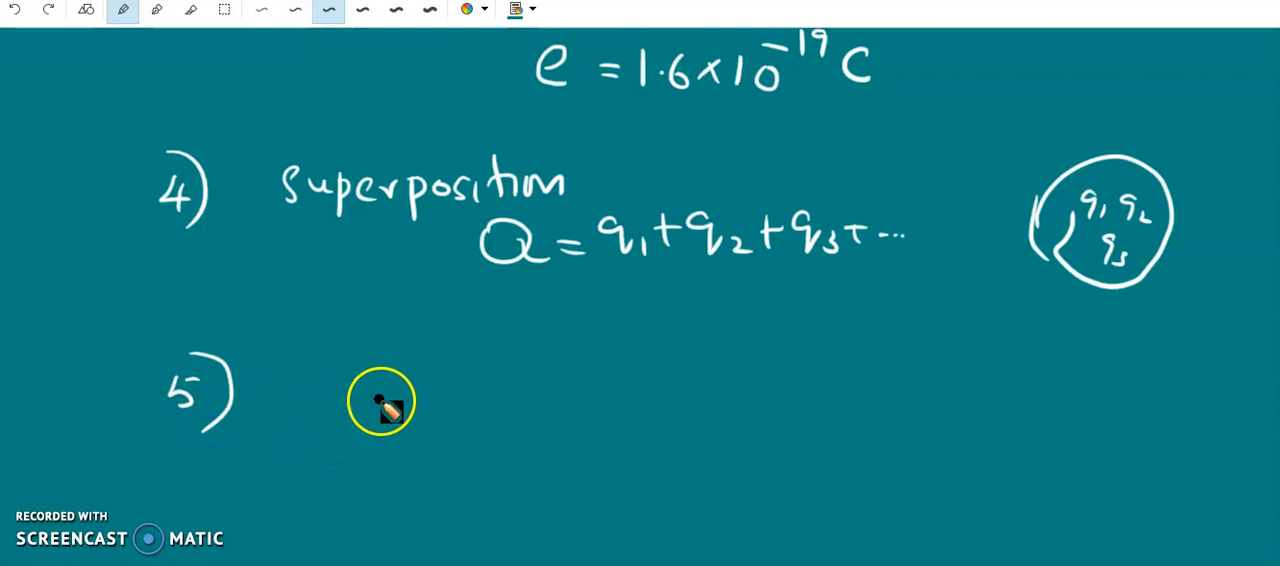 e = 1.6×10⁻¹⁹ C
4) Superposition
Q = q₁+q₂+q₃+...
q₁ q₂
q₃
5)
RECORDED WITH
SCREENCAST MATIC